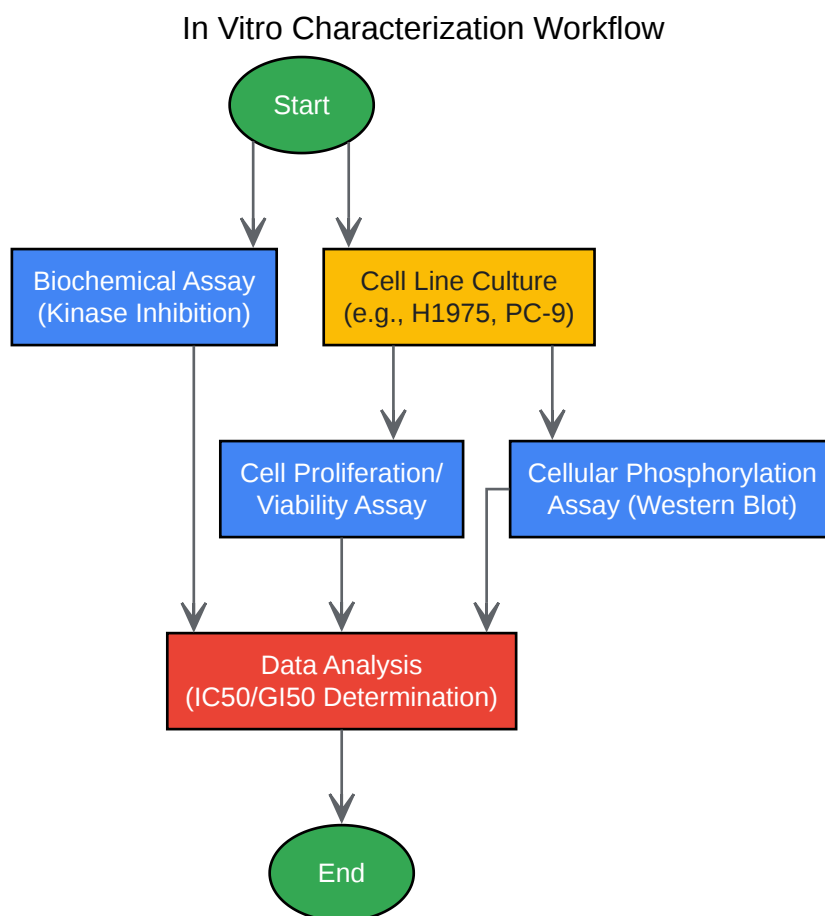 In Vitro Characterization Workflow
Start
Biochemical Assay
(Kinase Inhibition)
Cell Line Culture
(e.g., H1975, PC-9)
Cell Proliferation/
Viability Assay
Cellular Phosphorylation
Assay (Western Blot)
Data Analysis
(IC50/GI50 Determination)
End